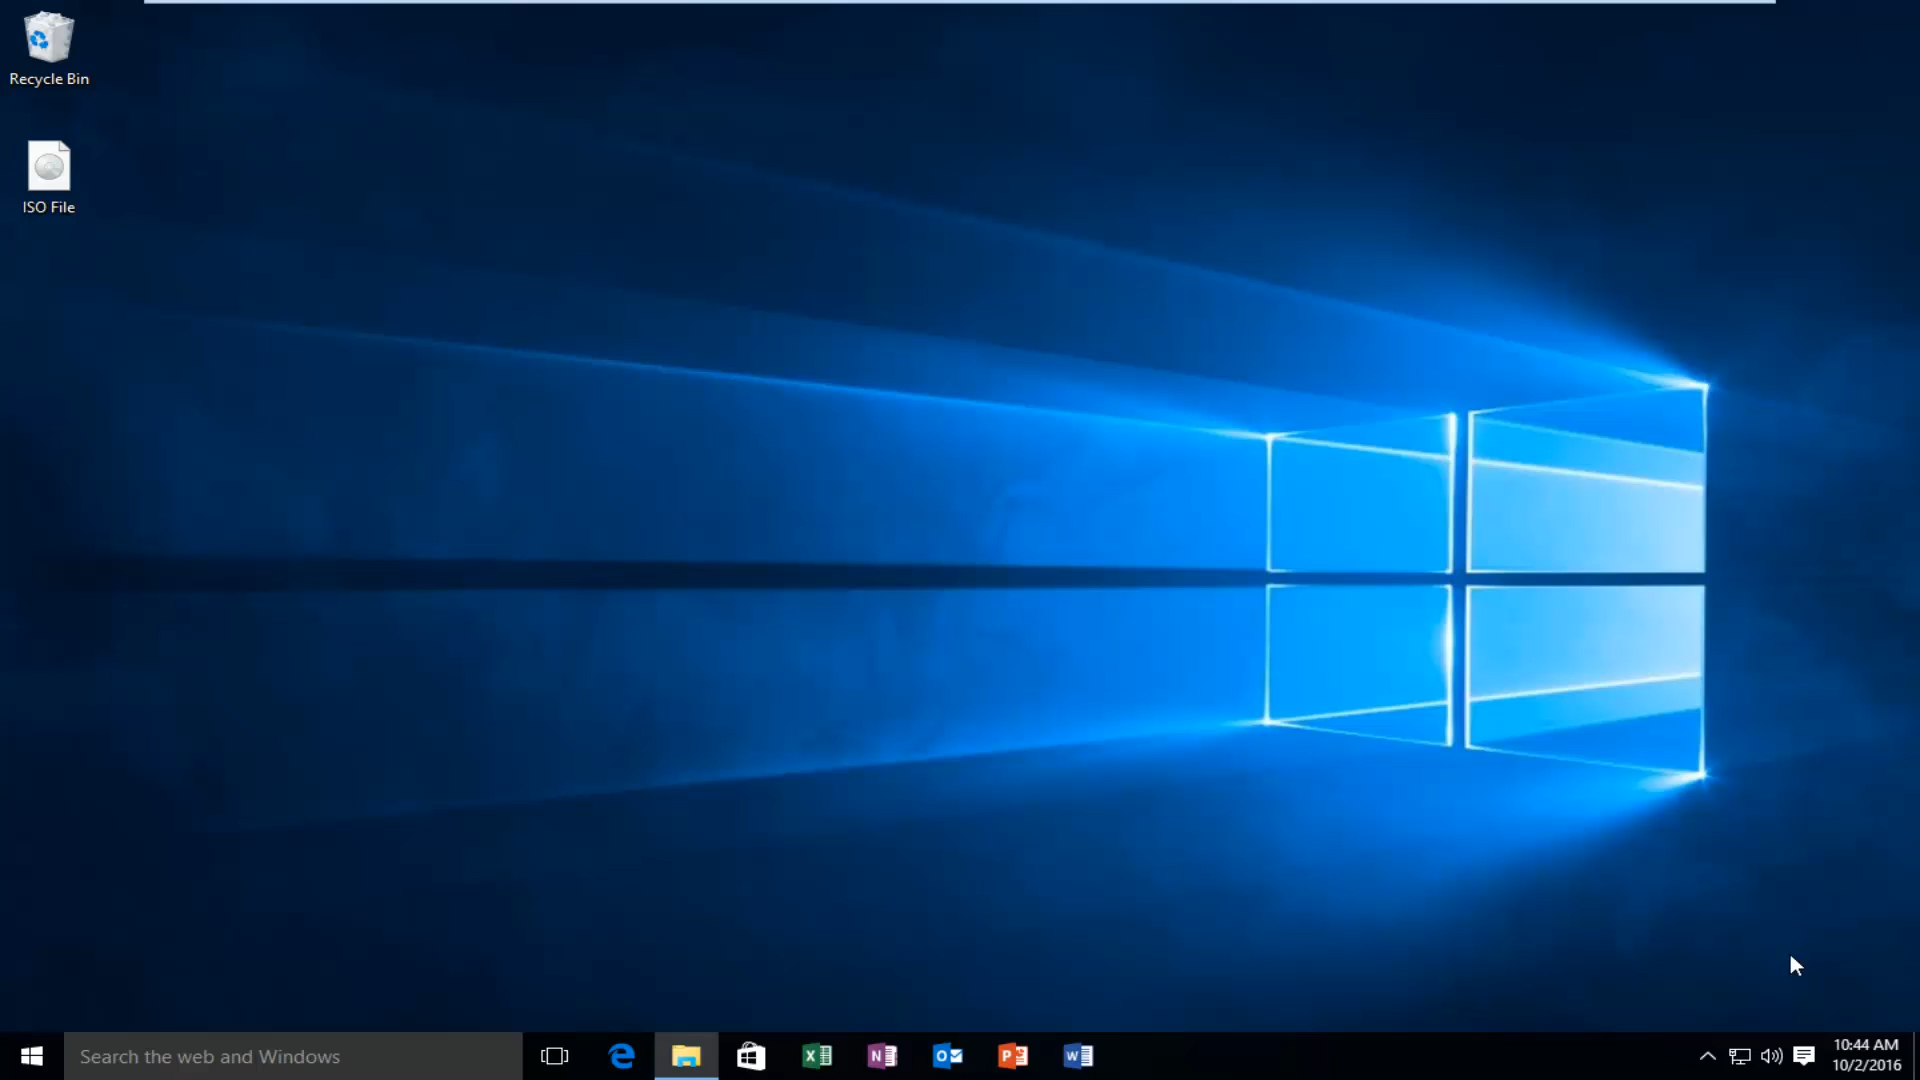 Recycle Bin
ISO File
Search the web and Windows
10:44 AM
10/2/2016